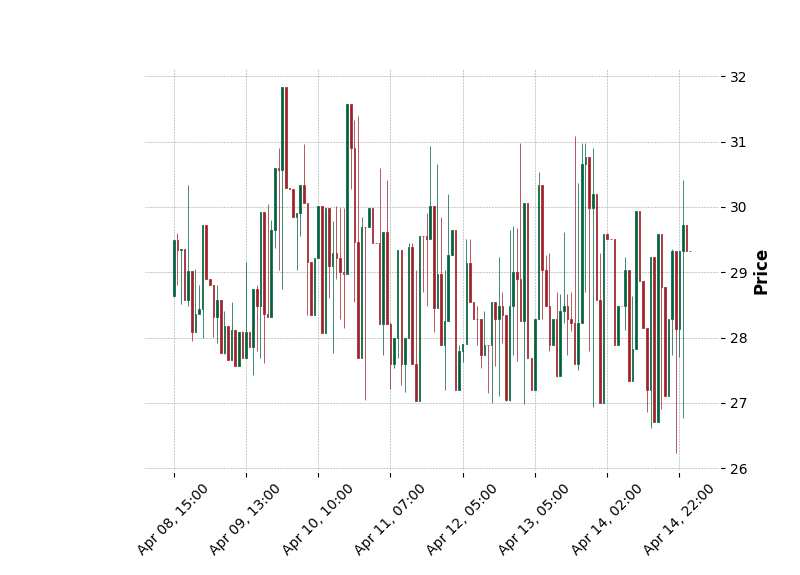 32
31
30
29
28
27
26
Price
Apr 08, 15:00
Apr 09, 13:00
Apr 10, 10:00
Apr 11, 07:00
Apr 12, 05:00
Apr 13, 05:00
Apr 14, 02:00
Apr 14, 22:00